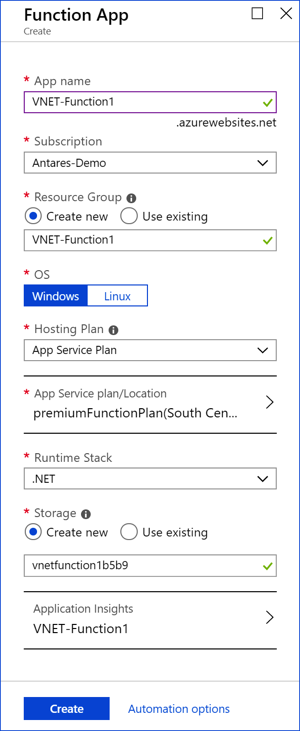 Function App
Create
* App name
VNET-Function1
.azurewebsites.net
* Subscription
Antares-Demo
* Resource Group
Create new Use existing
VNET-Function1
* OS
Windows Linux
* Hosting Plan
App Service Plan
* App Service plan/Location
premiumFunctionPlan(South Cen...
* Runtime Stack
.NET
* Storage
Create new Use existing
vnetfunction1b5b9
Application Insights
VNET-Function1
Create Automation options